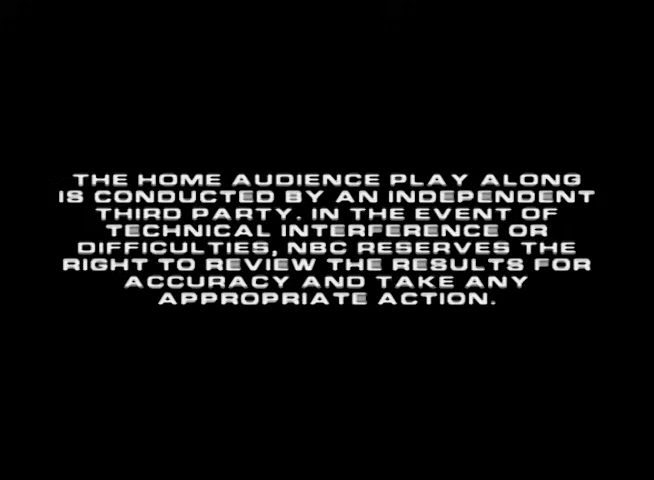 THE HOME AUDIENCE PLAY ALONG
IS CONDUCTED BY AN INDEPENDENT
THIRD PARTY. IN THE EVENT OF
TECHNICAL INTERFERENCE OR
DIFFICULTIES, NBC RESERVES THE
RIGHT TO REVIEW THE RESULTS FOR
ACCURACY AND TAKE ANY
APPROPRIATE ACTION.